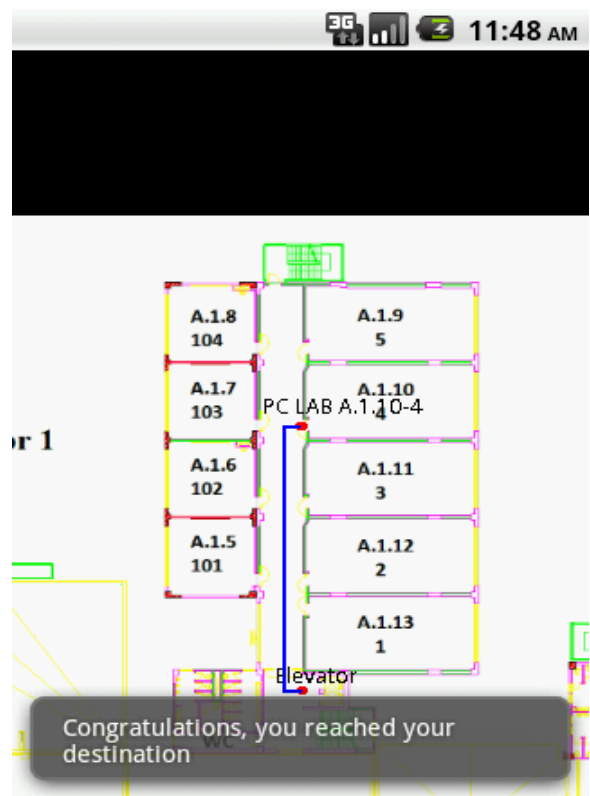 3G 11:48 AM
A.1.8
104
A.1.9
5
A.1.7
103
A.1.10
4
PC LAB A.1.10-4
or 1
A.1.6
102
A.1.11
3
A.1.5
101
A.1.12
2
A.1.13
1
Elevator
WC
Congratulations, you reached your
destination